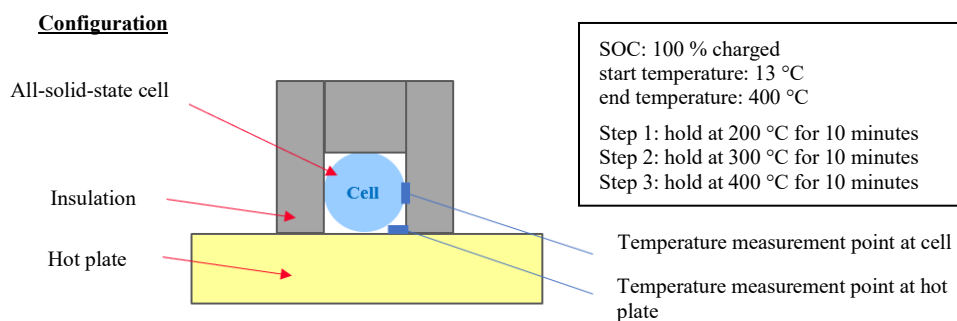 Configuration
All-solid-state cell
Insulation
Hot plate
Cell
SOC: 100 % charged
start temperature: 13 °C
end temperature: 400 °C
Step 1: hold at 200 °C for 10 minutes
Step 2: hold at 300 °C for 10 minutes
Step 3: hold at 400 °C for 10 minutes
Temperature measurement point at cell
Temperature measurement point at hot
plate